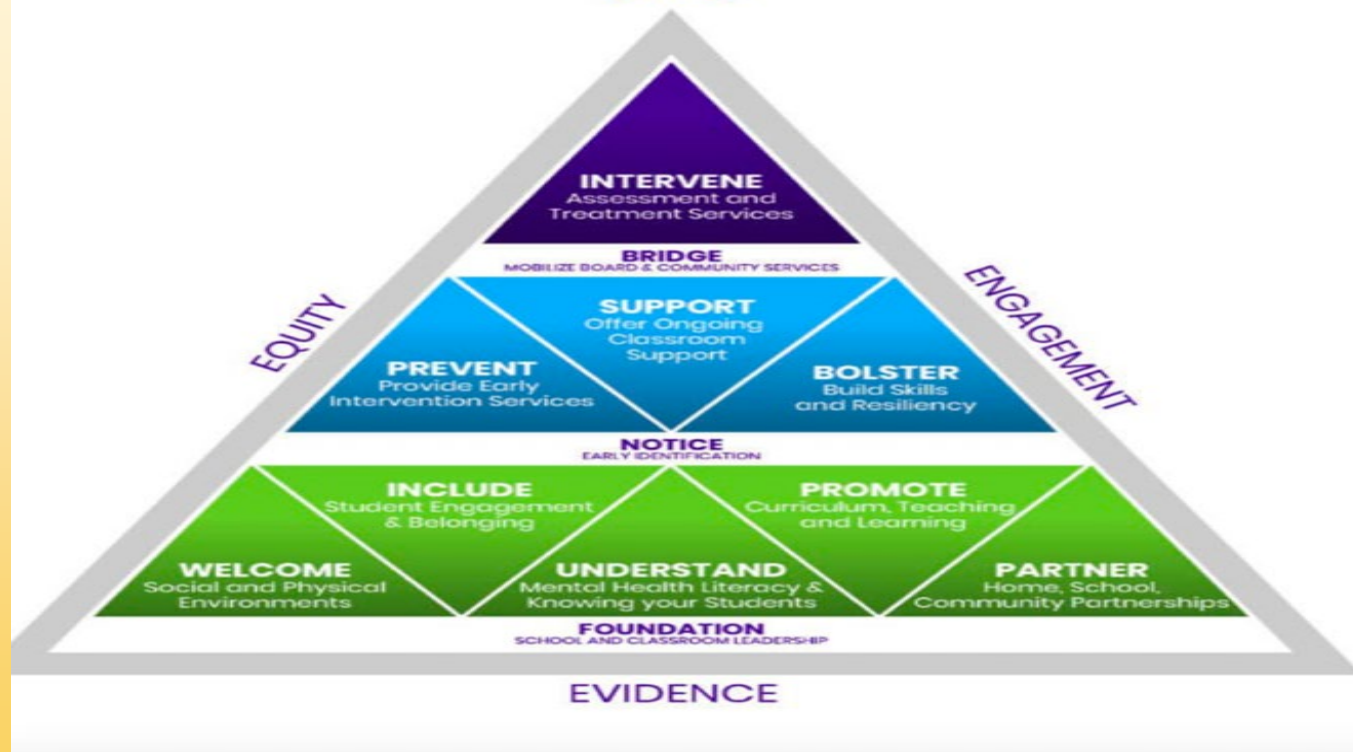 INTERVENE
Assessment and
Treatment Services
BRIDGE
MOBILIZE BOARD & COMMUNITY SERVICES
EQUITY
ENGAGEMENT
SUPPORT
Offer Ongoing
Classroom
Support
PREVENT
Provide Early
Intervention Services
BOLSTER
Build Skills
and Resiliency
NOTICE
EARLY IDENTIFICATION
INCLUDE
Student Engagement
& Belonging
PROMOTE
Curriculum, Teaching
and Learning
WELCOME
Social and Physical
Environments
UNDERSTAND
Mental Health Literacy &
Knowing your Students
PARTNER
Home, School,
Community Partnerships
FOUNDATION
SCHOOL AND CLASSROOM LEADERSHIP
EVIDENCE